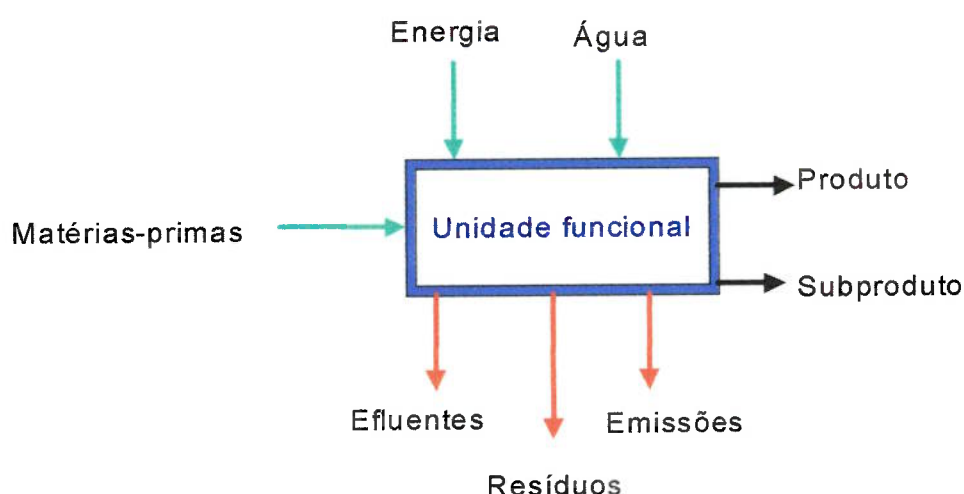 Energia
Água
Produto
Matérias-primas
Unidade funcional
Subproduto
Efluentes
Emissões
Resíduos